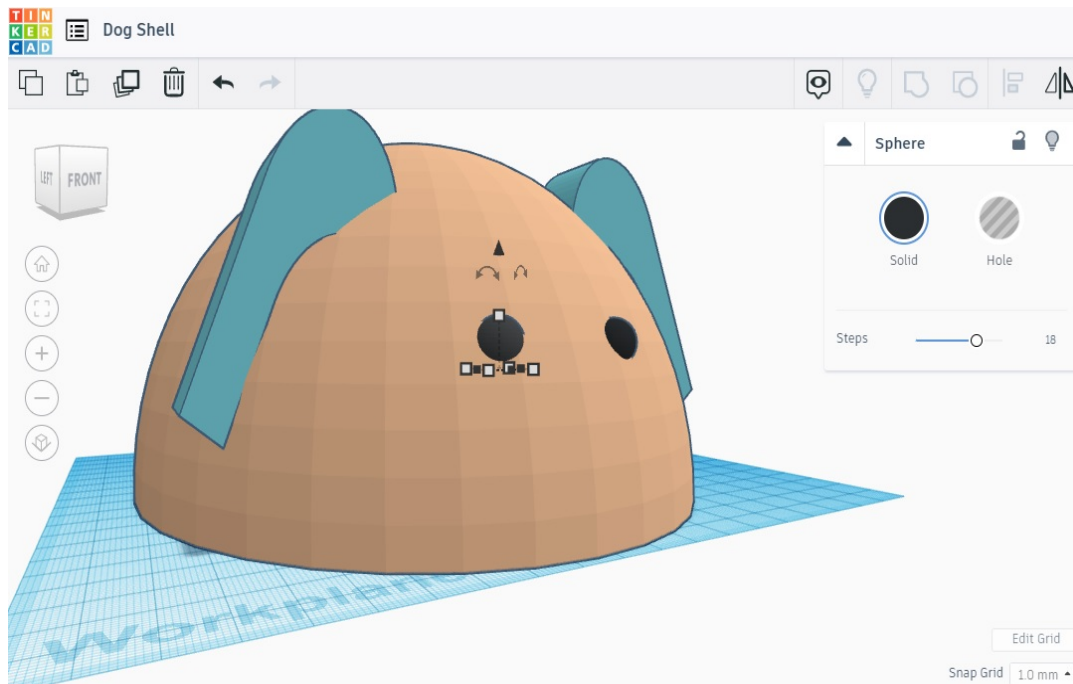 TIN
KER
CAD
Dog Shell
Sphere
LEFT
FRONT
Solid
Hole
Steps
18
Workplane
Edit Grid
Snap Grid
1.0 mm